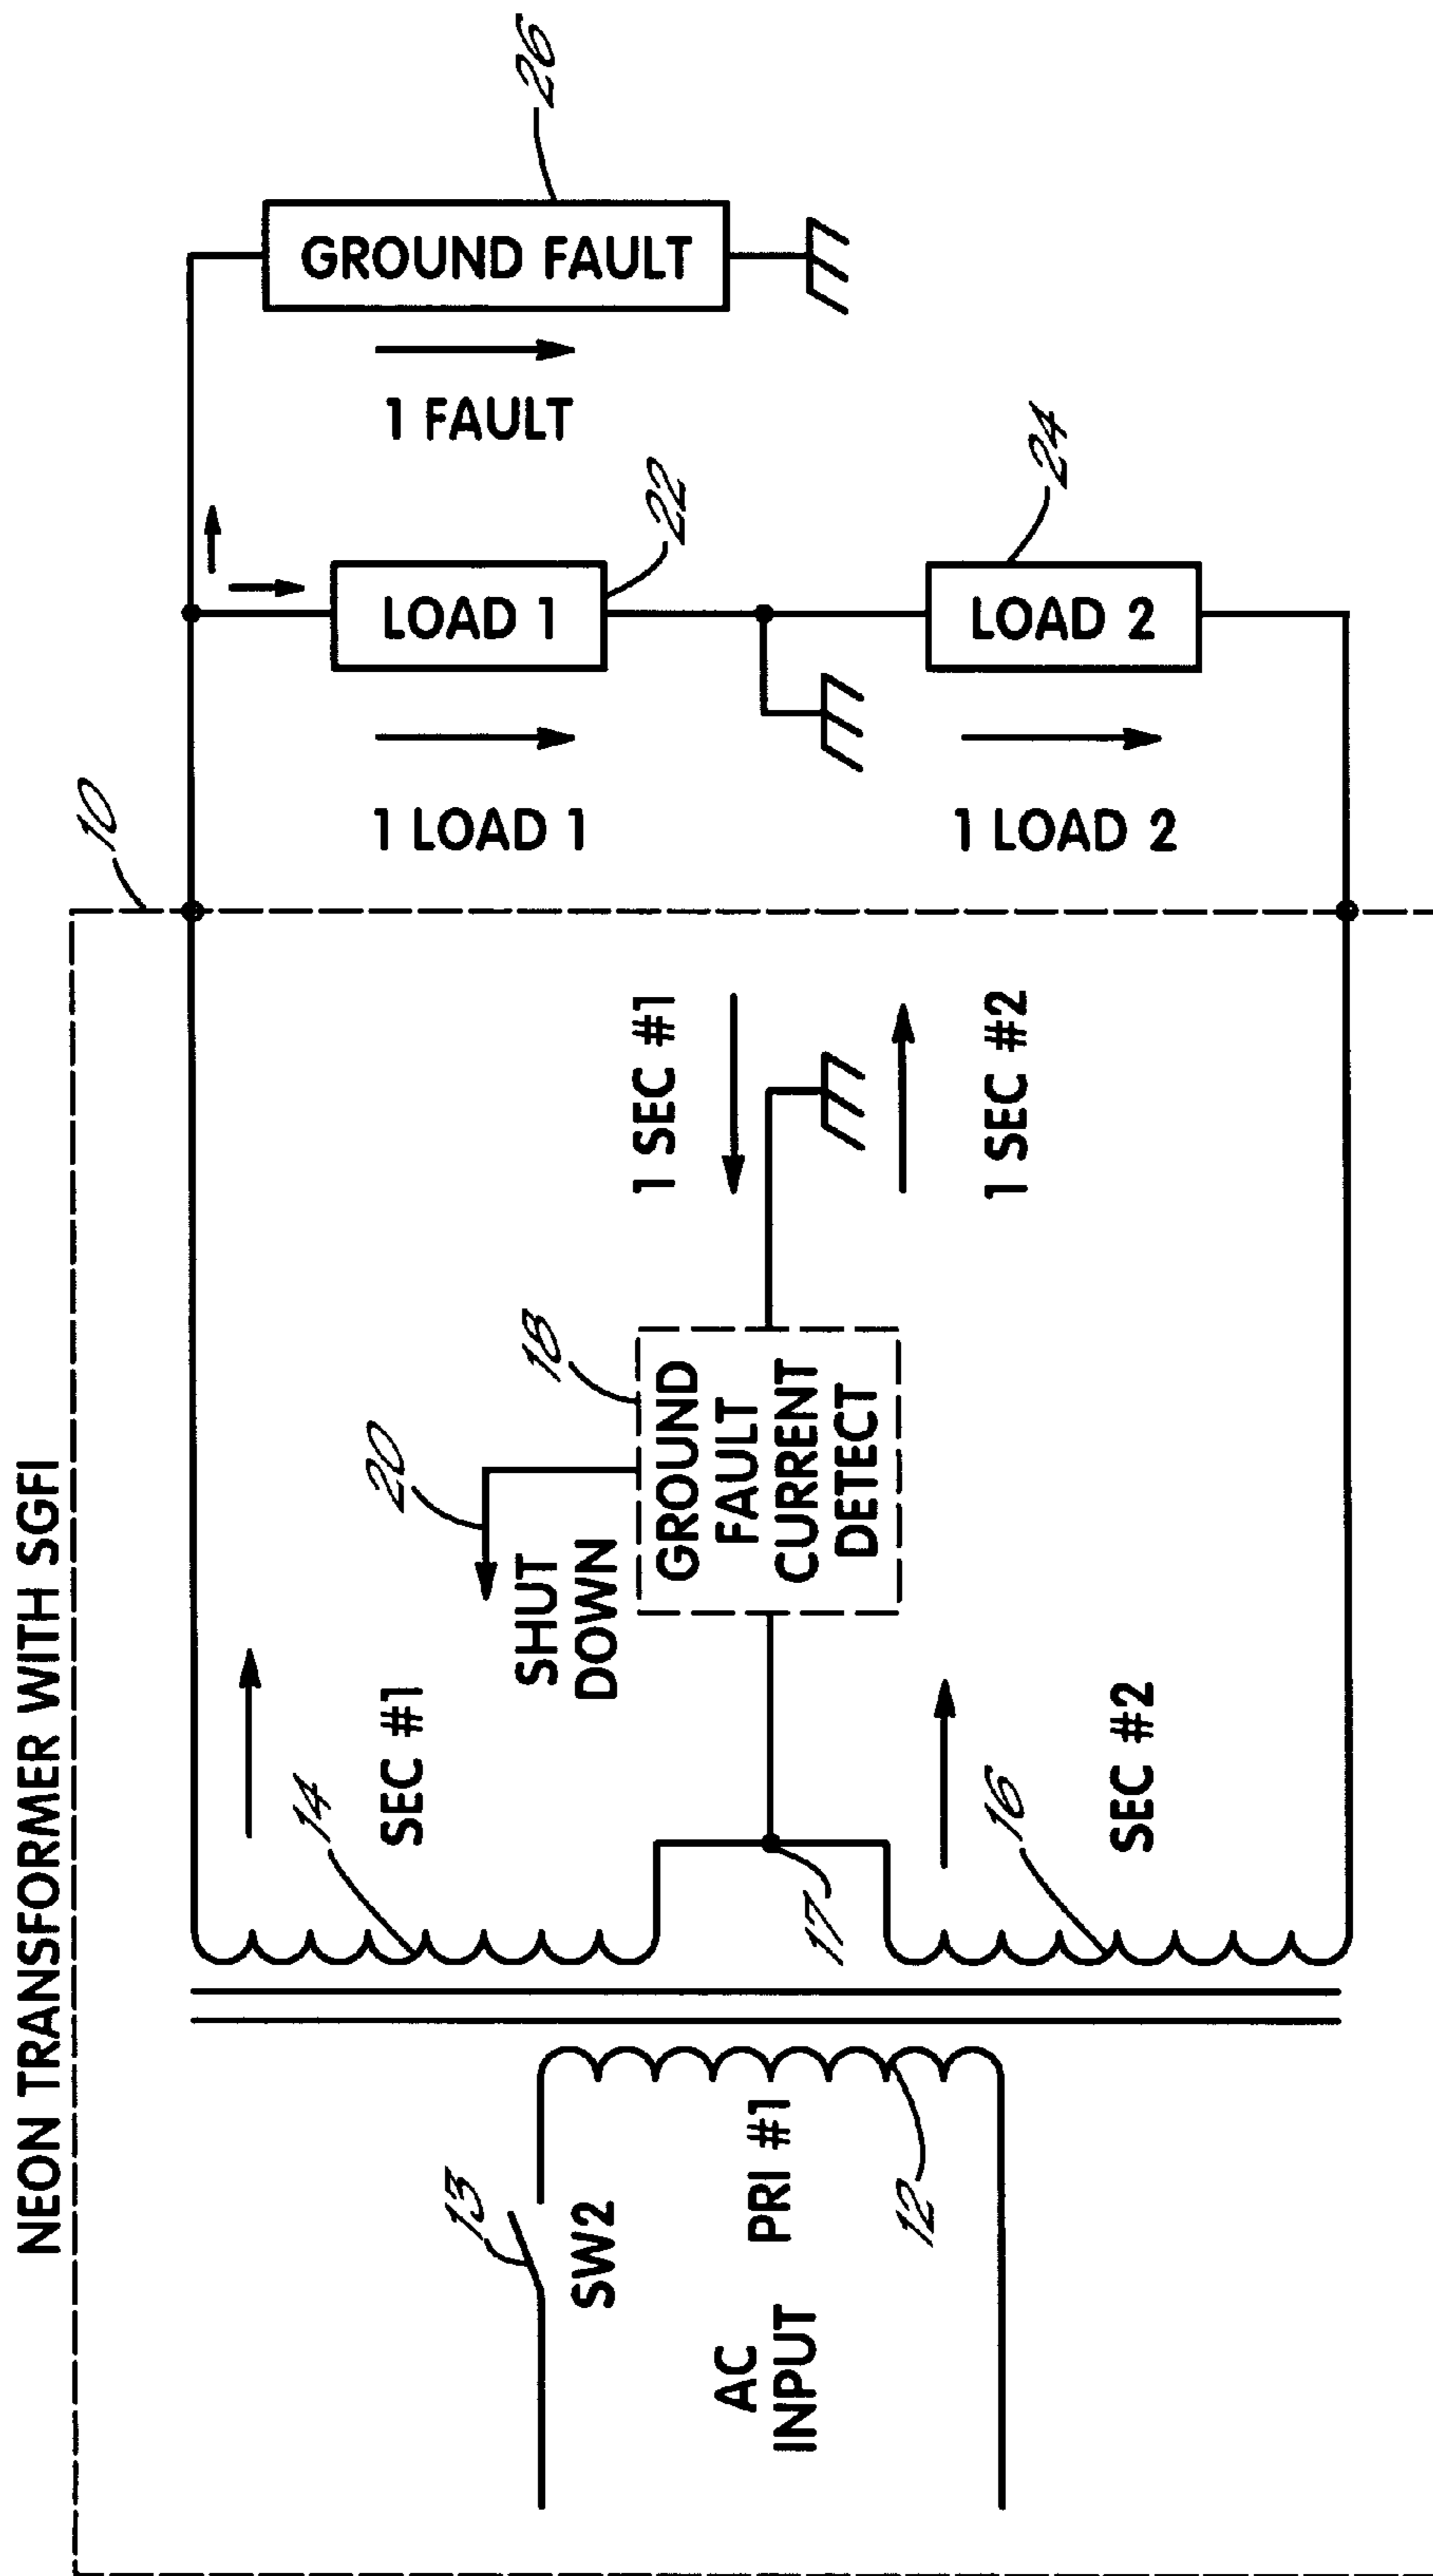 NEON TRANSFORMER WITH SGFI
10
26
GROUND FAULT
1 FAULT
LOAD 1
22
1 LOAD 1
LOAD 2
24
1 LOAD 2
1 SEC #1
1 SEC #2
18
20
SHUT
DOWN
GROUND
FAULT
CURRENT
DETECT
14
SEC #1
17
16
SEC #2
13
SW2
AC
INPUT
PRI #1
12